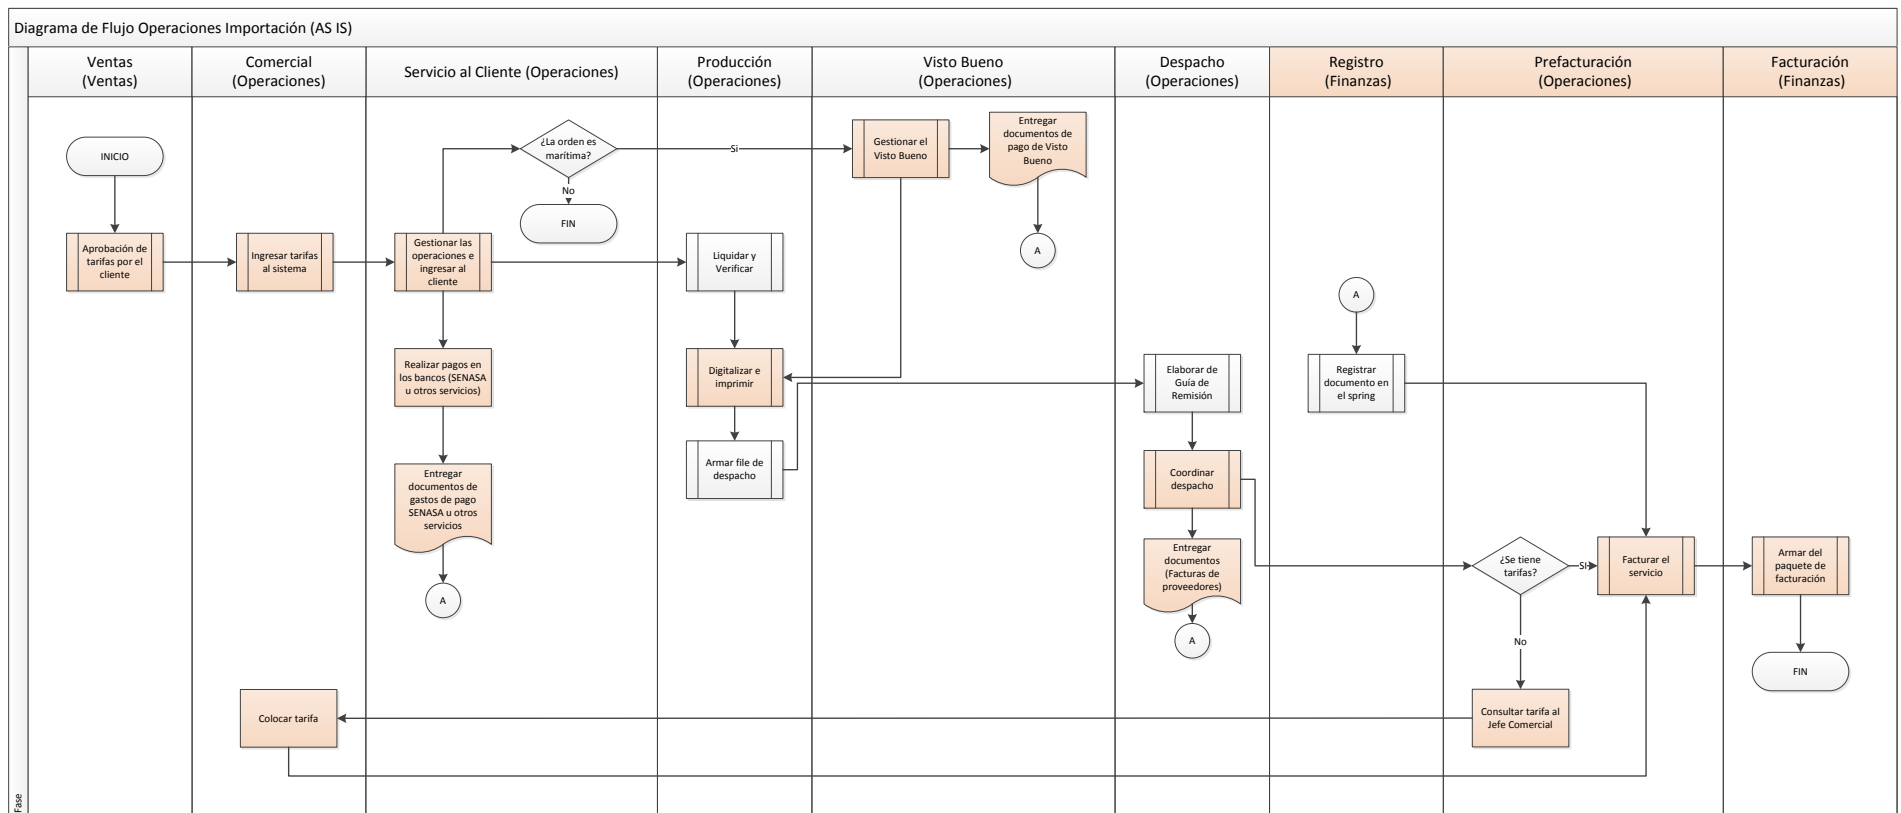 Diagrama de Flujo Operaciones Importación (AS IS)
Ventas
(Ventas)
Comercial
(Operaciones)
Servicio al Cliente (Operaciones)
Producción
(Operaciones)
Visto Bueno
(Operaciones)
Despacho
(Operaciones)
Registro
(Finanzas)
Prefacturación
(Operaciones)
Facturación
(Finanzas)
Fase
INICIO
Aprobación de
tarifas por el
cliente
Ingresar tarifas
al sistema
¿La orden es
marítima?
Si
No
FIN
Gestionar las
operaciones e
ingresar al
cliente
Realizar pagos en
los bancos (SENASA
u otros servicios)
Entregar
documentos de
gastos de pago
SENASA u otros
servicios
A
Liquidar y
Verificar
Digitalizar e
imprimir
Armar file de
despacho
Gestionar el
Visto Bueno
Entregar
documentos de
pago de Visto
Bueno
A
Elaborar de
Guía de
Remisión
Coordinar
despacho
Entregar
documentos
(Facturas de
proveedores)
A
A
Registrar
documento en
el spring
¿Se tiene
tarifas?
SI
No
Facturar el
servicio
Consultar tarifa al
Jefe Comercial
Colocar tarifa
Armar del
paquete de
facturación
FIN